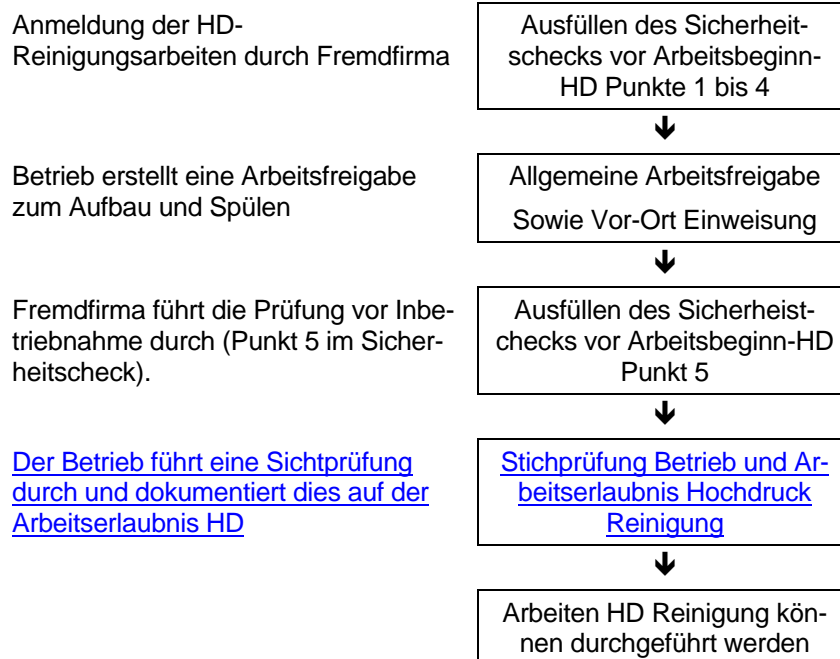 Anmeldung der HD-
Reinigungsarbeiten durch Fremdfirma
Ausfüllen des Sicherheit-
schecks vor Arbeitsbeginn-
HD Punkte 1 bis 4
Betrieb erstellt eine Arbeitsfreigabe
zum Aufbau und Spülen
Allgemeine Arbeitsfreigabe
Sowie Vor-Ort Einweisung
Fremdfirma führt die Prüfung vor Inbe-
triebnahme durch (Punkt 5 im Sicher-
heitscheck).
Ausfüllen des Sicherheist-
checks vor Arbeitsbeginn-HD
Punkt 5
Der Betrieb führt eine Sichtprüfung
durch und dokumentiert dies auf der
Arbeitserlaubnis HD
Stichprüfung Betrieb und Ar-
beitserlaubnis Hochdruck
Reinigung
Arbeiten HD Reinigung kön-
nen durchgeführt werden